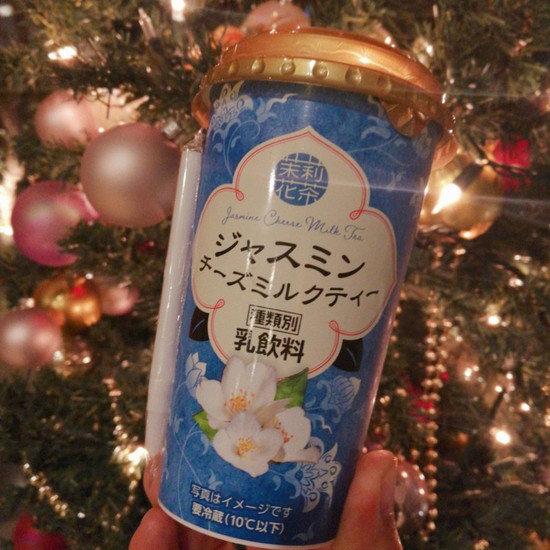 茉莉
花茶
Jasmine Cheese Milk Tea
ジャスミン
チーズミルクティー
種類別
乳飲料
写真はイメージです
要冷蔵(10℃以下)